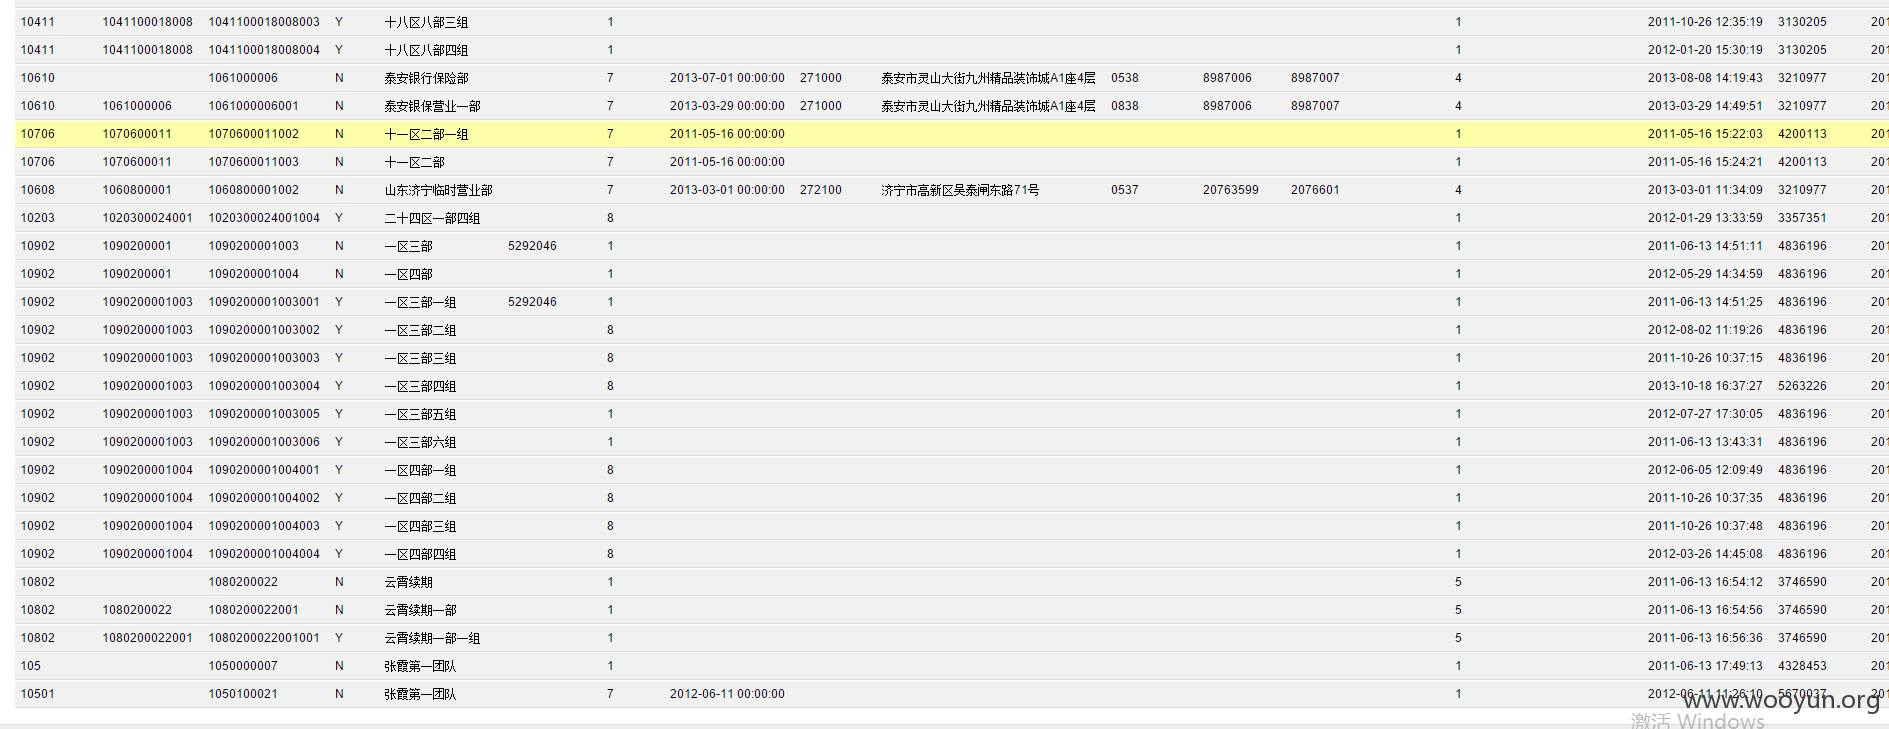 10411 1041100018008 1041100018008003 Y 十八区八部三组 1 1 2011-10-26 12:35:19 3130205 201
10411 1041100018008 1041100018008004 Y 十八区八部四组 1 1 2012-01-20 15:30:19 3130205 201
10610 1061000006 N 泰安银行保险部 7 2013-07-01 00:00:00 271000 泰安市灵山大街九州精品装饰城A1座4层 0538 8987006 8987007 4 2013-08-08 14:19:43 3210977 201
10610 1061000006 1061000006001 N 泰安银保营业一部 7 2013-03-29 00:00:00 271000 泰安市灵山大街九州精品装饰城A1座4层 0838 8987006 8987007 4 2013-03-29 14:49:51 3210977 201
10706 1070600011 1070600011002 N 十一区二部一组 7 2011-05-16 00:00:00 1 2011-05-16 15:22:03 4200113 201
10706 1070600011 1070600011003 N 十一区二部 7 2011-05-16 00:00:00 1 2011-05-16 15:24:21 4200113 201
10608 1060800001 1060800001002 N 山东济宁临时营业部 7 2013-03-01 00:00:00 272100 济宁市高新区吴泰闸东路71号 0537 20763599 2076601 4 2013-03-01 11:34:09 3210977 201
10203 1020300024001 1020300024001004 Y 二十四区一部四组 8 1 2012-01-29 13:33:59 3357351 201
10902 1090200001 1090200001003 N 一区三部 5292046 1 1 2011-06-13 14:51:11 4836196 201
10902 1090200001 1090200001004 N 一区四部 1 1 2012-05-29 14:34:59 4836196 201
10902 1090200001003 1090200001003001 Y 一区三部一组 5292046 1 1 2011-06-13 14:51:25 4836196 201
10902 1090200001003 1090200001003002 Y 一区三部二组 8 1 2012-08-02 11:19:26 4836196 201
10902 1090200001003 1090200001003003 Y 一区三部三组 8 1 2011-10-26 10:37:15 4836196 201
10902 1090200001003 1090200001003004 Y 一区三部四组 8 1 2013-10-18 16:37:27 5263226 201
10902 1090200001003 1090200001003005 Y 一区三部五组 1 1 2012-07-27 17:30:05 4836196 201
10902 1090200001003 1090200001003006 Y 一区三部六组 1 1 2011-06-13 13:43:31 4836196 201
10902 1090200001004 1090200001004001 Y 一区四部一组 8 1 2012-06-05 12:09:49 4836196 201
10902 1090200001004 1090200001004002 Y 一区四部二组 8 1 2011-10-26 10:37:35 4836196 201
10902 1090200001004 1090200001004003 Y 一区四部三组 8 1 2011-10-26 10:37:48 4836196 201
10902 1090200001004 1090200001004004 Y 一区四部四组 8 1 2012-03-26 14:45:08 4836196 201
10802 1080200022 N 云霄续期 1 5 2011-06-13 16:54:12 3746590 201
10802 1080200022 1080200022001 N 云霄续期一部 1 5 2011-06-13 16:54:56 3746590 201
10802 1080200022001 1080200022001001 Y 云霄续期一部一组 1 5 2011-06-13 16:56:36 3746590 201
105 1050000007 N 张霞第一团队 1 1 2011-06-13 17:49:13 4328453 201
10501 1050100021 N 张霞第一团队 7 2012-06-11 00:00:00 1 2012-06-11 11:26:10 5670037 201
www.wooyun.org
激活 Windows